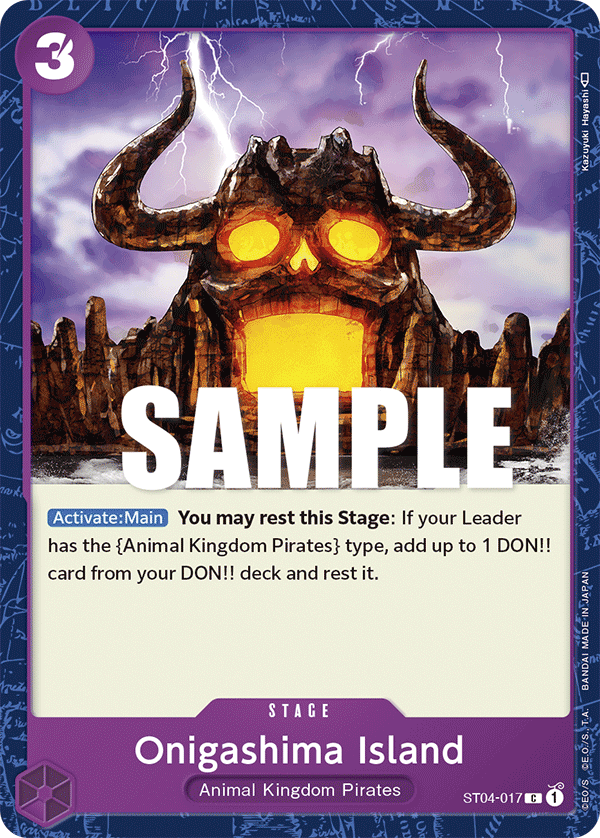 3
Kazuyuki Hayashi
SAMPLE
Activate:Main You may rest this Stage: If your Leader
has the {Animal Kingdom Pirates} type, add up to 1 DON!!
card from your DON!! deck and rest it.
STAGE
Onigashima Island
Animal Kingdom Pirates
ST04-017 C 1
©E.O/S. ©E.O./S.,T.A. BANDAI MADE IN JAPAN